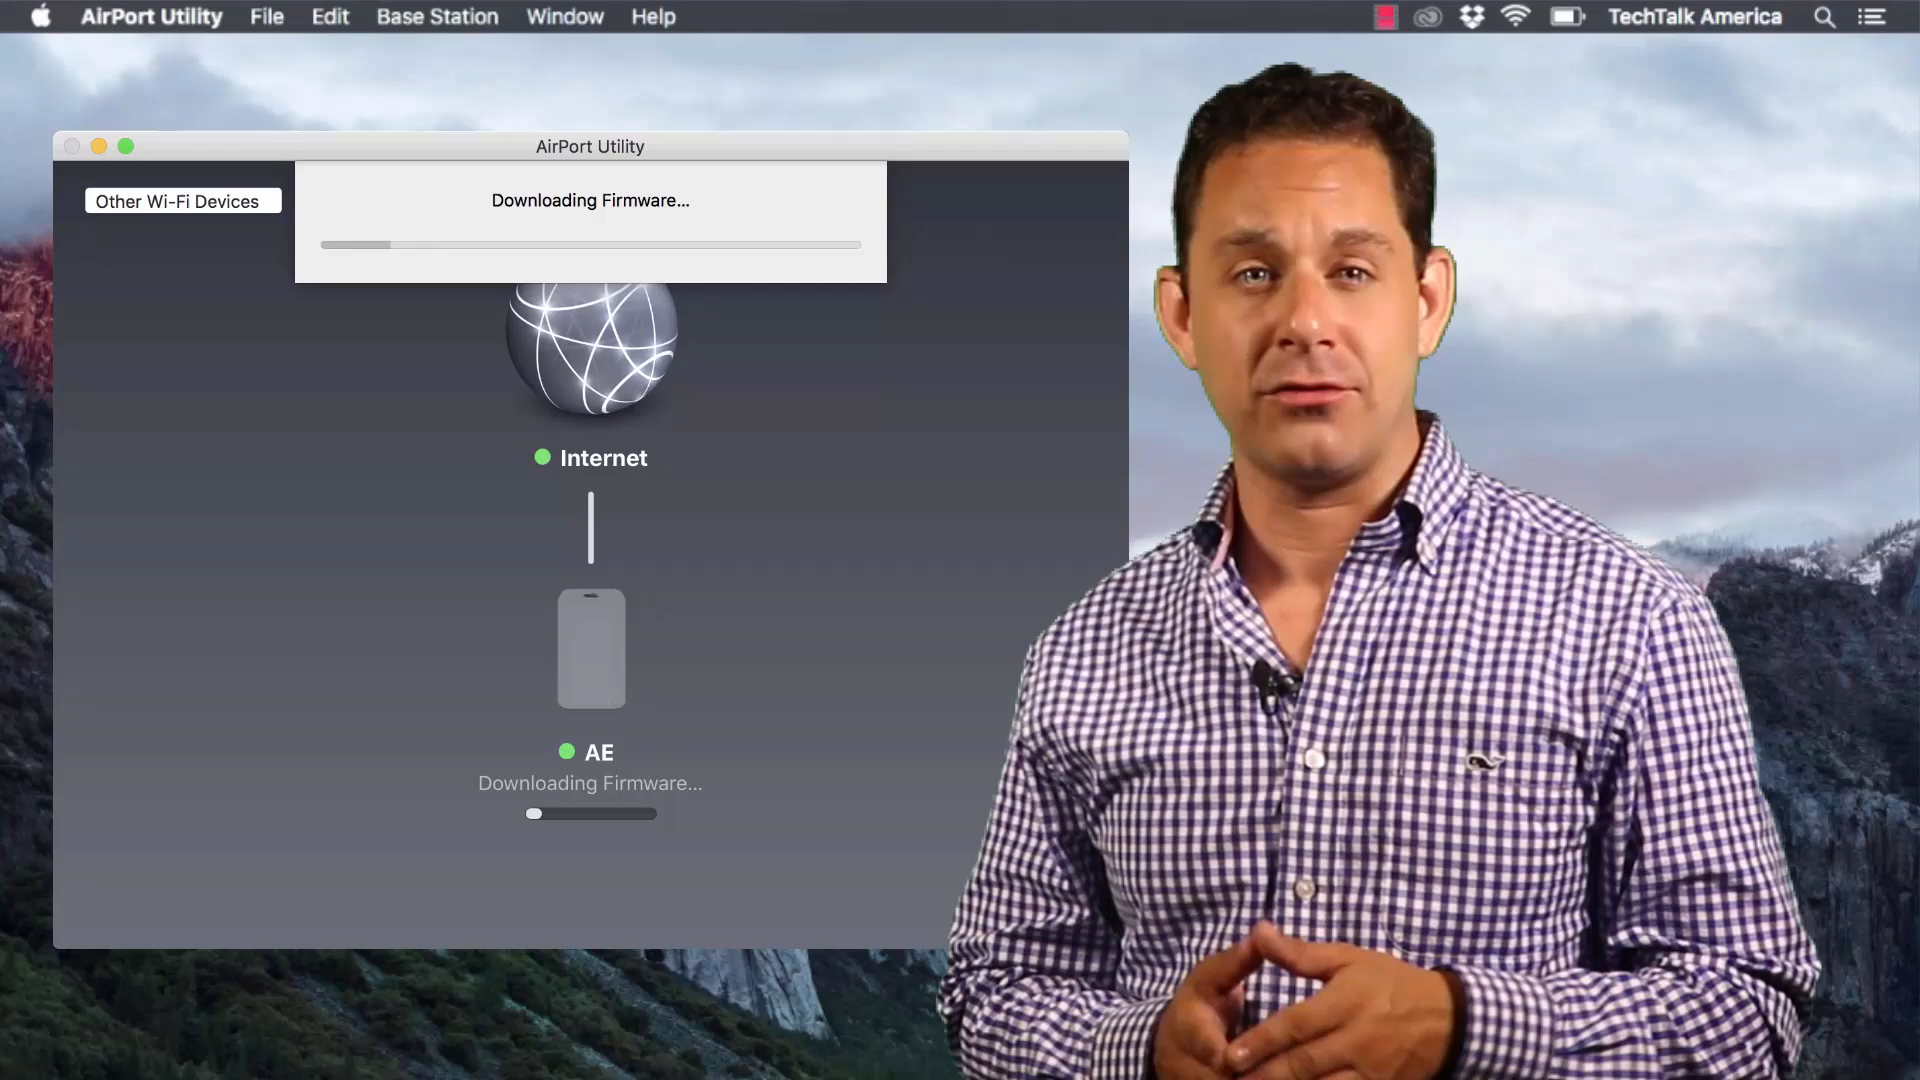 AirPort Utility File Edit Base Station Window Help TechTalk America
AirPort Utility
Other Wi-Fi Devices
Downloading Firmware...
Internet
AE
Downloading Firmware...